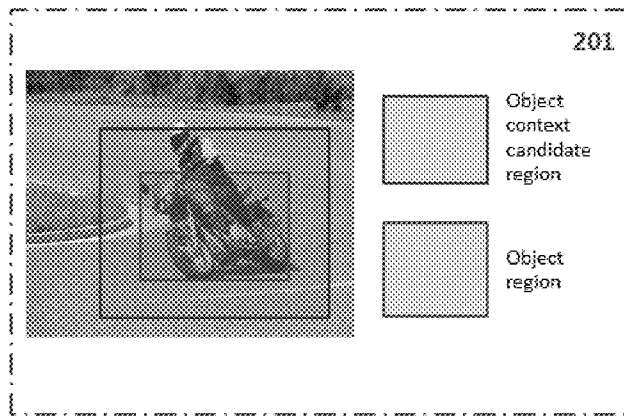 201
Object
context
candidate
region
Object
region